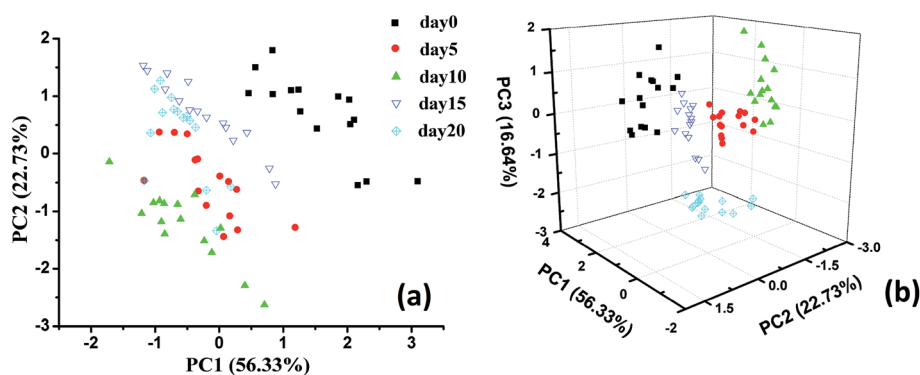 day0
day5
day10
day15
day20
(a)
2
1
0
-1
-2
-3
PC2 (22.73%)
-2
-1
0
1
2
3
PC1 (56.33%)
2
1
0
-1
-2
-3
PC3 (16.64%)
4
2
0
-2
PC1 (56.33%)
1.5
0.0
-1.5
-3.0
PC2 (22.73%)
(b)